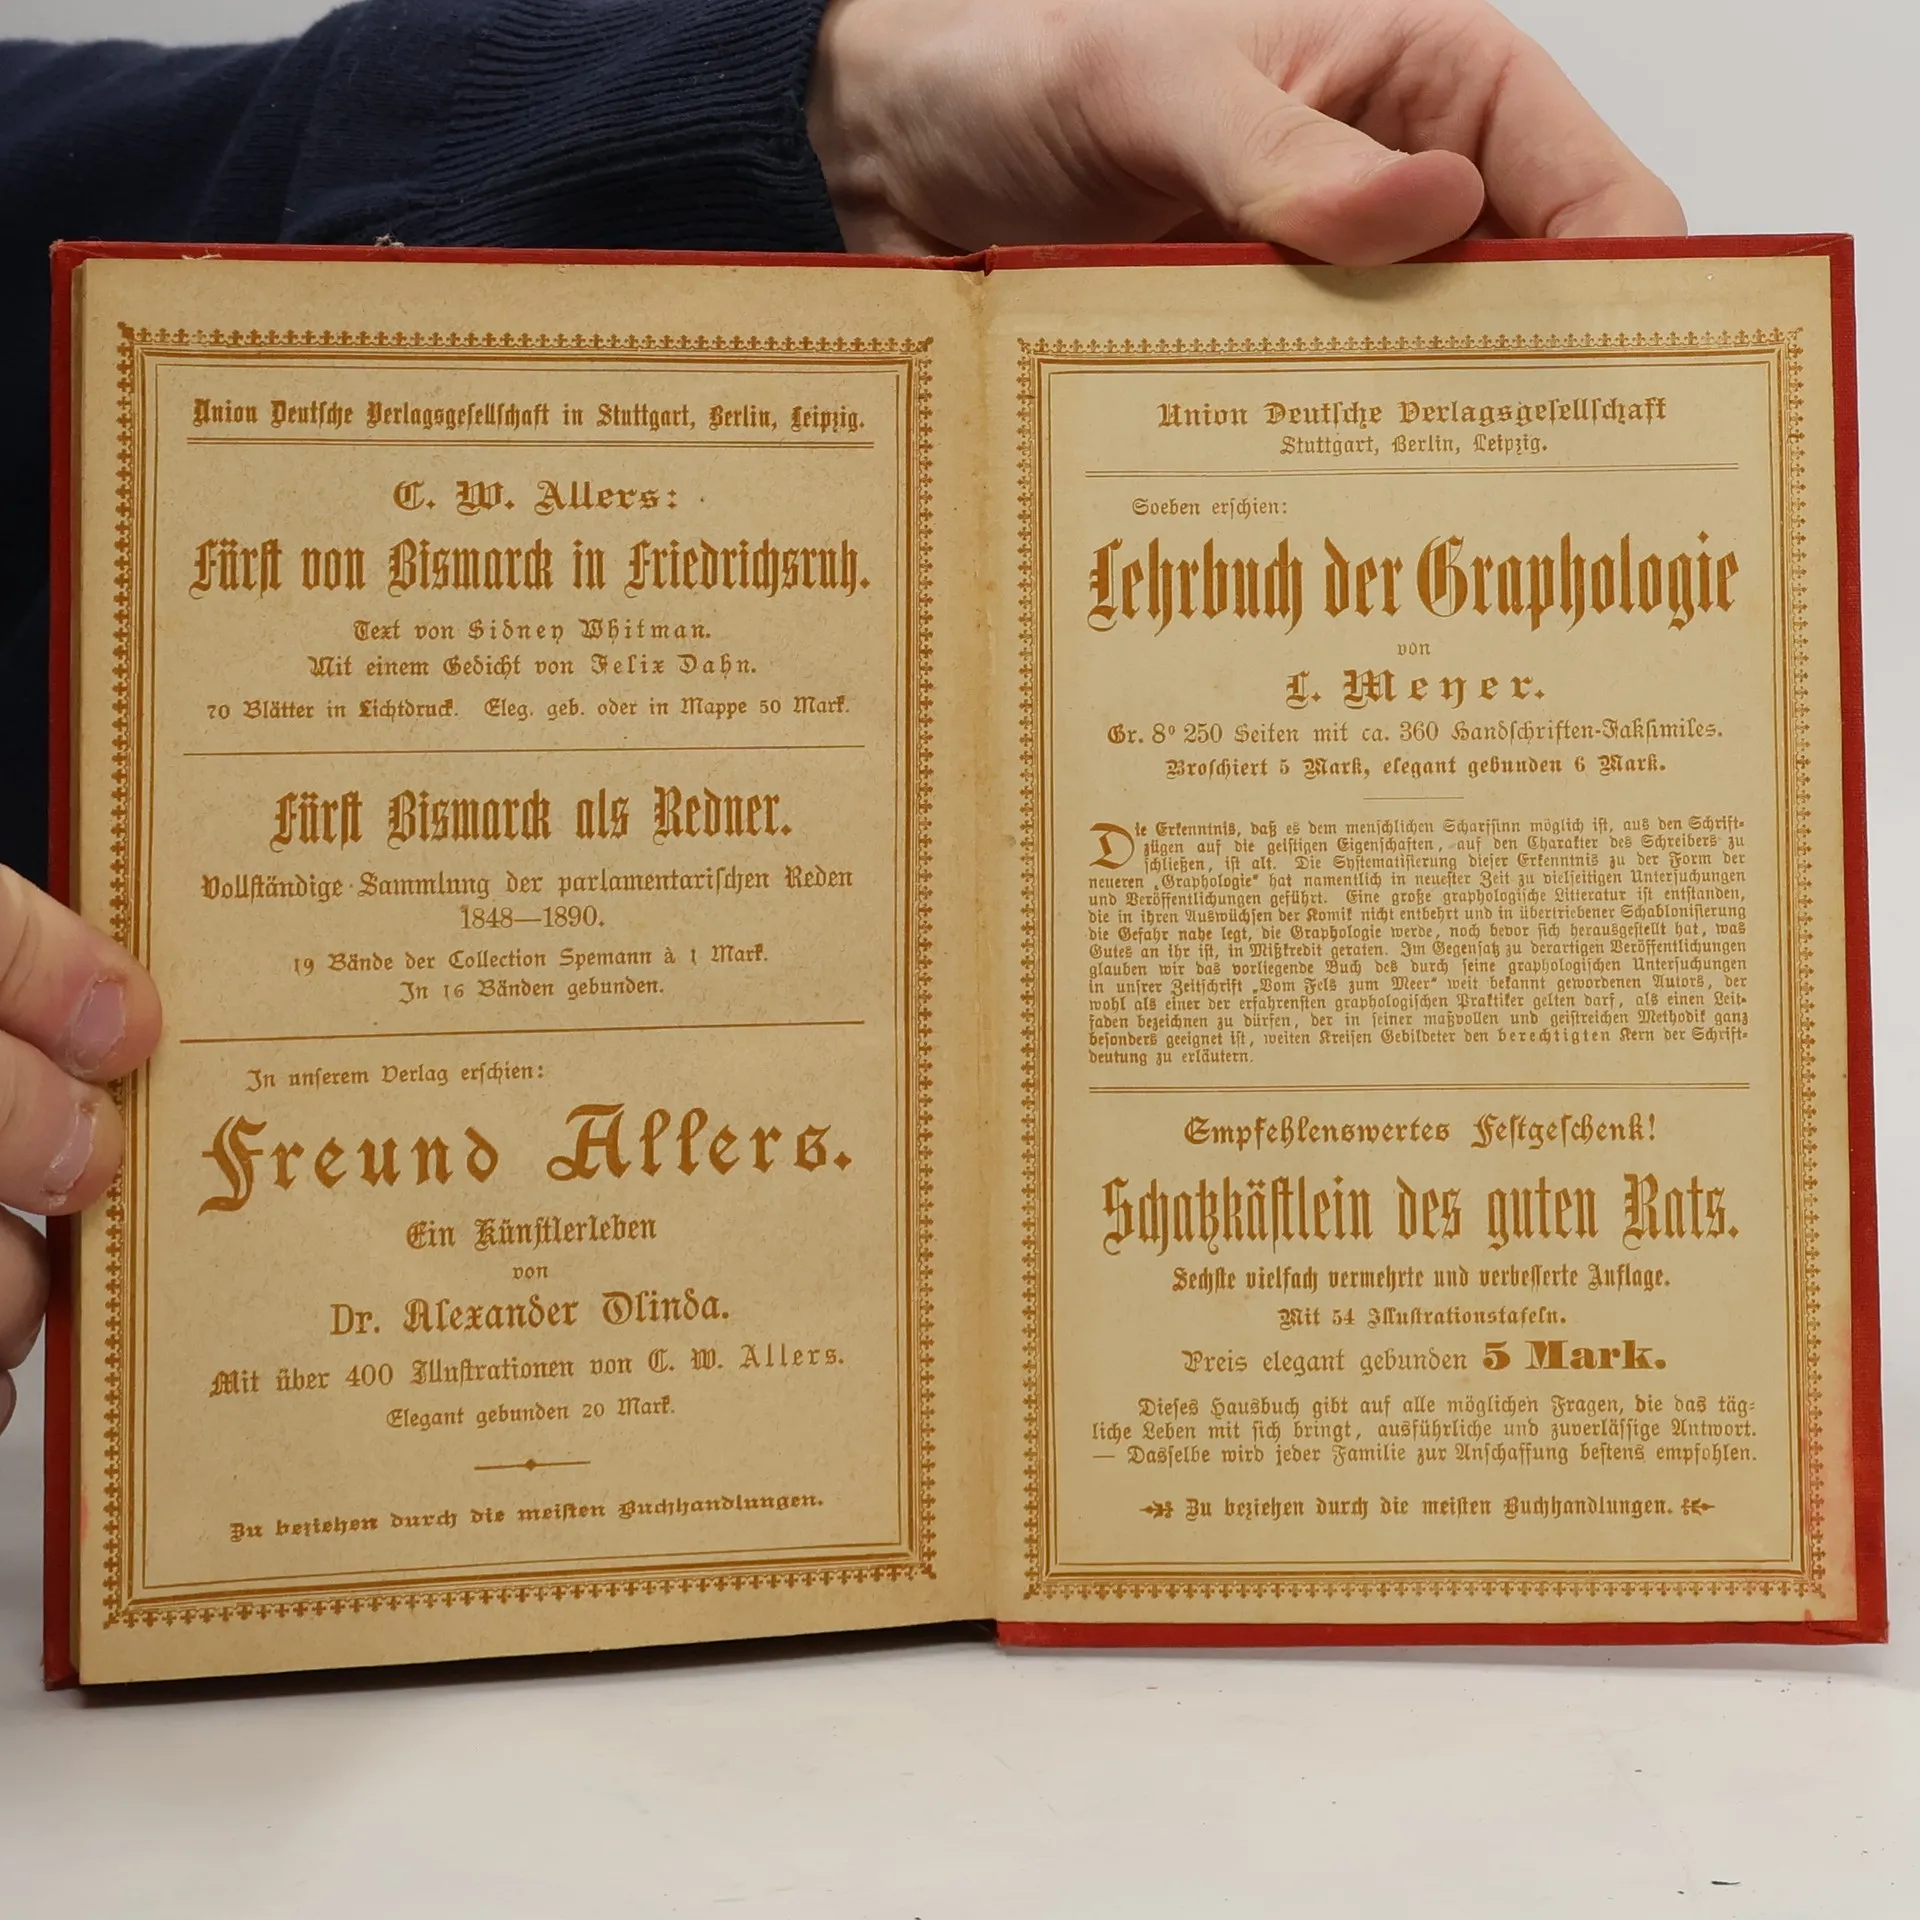 Union Deutsche Verlagsgesellschaft in Stuttgart, Berlin, Leipzig.
C. W. Allers:
Fürst von Bismarck in Friedrichsruh.
Text von Sidney Whitman.
Mit einem Gedicht von Felix Dahn.
70 Blätter in Lichtdruck. Eleg. geb. oder in Mappe 50 Mark.
Fürst Bismarck als Redner.
Vollständige Sammlung der parlamentarischen Reden
1848—1890.
19 Bände der Collection Spemann à 1 Mark.
In 16 Bänden gebunden.
In unserem Verlag erschien:
Freund Allers.
Ein Künstlerleben
von
Dr. Alexander Olinda.
Mit über 400 Illustrationen von C. W. Allers.
Elegant gebunden 20 Mark.
Zu beziehen durch die meisten Buchhandlungen.
Union Deutsche Verlagsgesellschaft
Stuttgart, Berlin, Leipzig.
Soeben erschien:
Lehrbuch der Graphologie
von
L. Meyer.
Gr. 8° 250 Seiten mit ca. 360 Handschriften-Faksimiles.
Broschiert 5 Mark, elegant gebunden 6 Mark.
Die Erkenntnis, daß es dem menschlichen Scharfsinn möglich ist, aus den Schrift-
zügen auf die geistigen Eigenschaften, auf den Charakter des Schreibers zu
schließen, ist alt. Die Systematisierung dieser Erkenntnis zu der Form der
neueren „Graphologie“ hat namentlich in neuester Zeit zu vielseitigen Untersuchungen
und Veröffentlichungen geführt. Eine große graphologische Litteratur ist entstanden,
die in ihren Auswüchsen der Komik nicht entbehrt und in übertriebener Schablonisierung
die Gefahr nahe legt, die Graphologie werde, noch bevor sich herausgestellt hat, was
Gutes an ihr ist, in Mißkredit geraten. Im Gegensatz zu derartigen Veröffentlichungen
glauben wir das vorliegende Buch des durch seine graphologischen Untersuchungen
in unsrer Zeitschrift „Vom Fels zum Meer“ weit bekannt gewordenen Autors, der
wohl als einer der erfahrensten graphologischen Praktiker gelten darf, als einen Leit-
faden bezeichnen zu dürfen, der in seiner maßvollen und geistreichen Methodik ganz
besonders geeignet ist, weiten Kreisen Gebildeter den berechtigten Kern der Schrift-
deutung zu erläutern.
Empfehlenswertes Festgeschenk!
Schatzkästlein des guten Rats.
Sechste vielfach vermehrte und verbesserte Auflage.
Mit 54 Illustrationstafeln.
Preis elegant gebunden 5 Mark.
Dieses Hausbuch gibt auf alle möglichen Fragen, die das täg-
liche Leben mit sich bringt, ausführliche und zuverlässige Antwort.
— Dasselbe wird jeder Familie zur Anschaffung bestens empfohlen.
Zu beziehen durch die meisten Buchhandlungen.